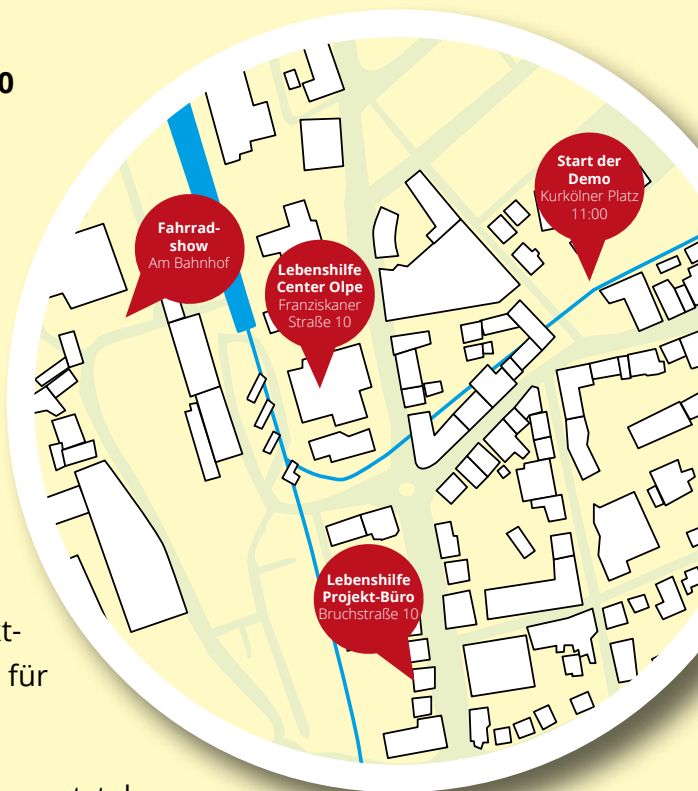 0
Start der
Demo
Kurkölner Platz
11:00
Fahrrad-
show
Am Bahnhof
Lebenshilfe
Center Olpe
Franziskaner
Straße 10
Lebenshilfe
Projekt-Büro
Bruchstraße 10
kt-
für